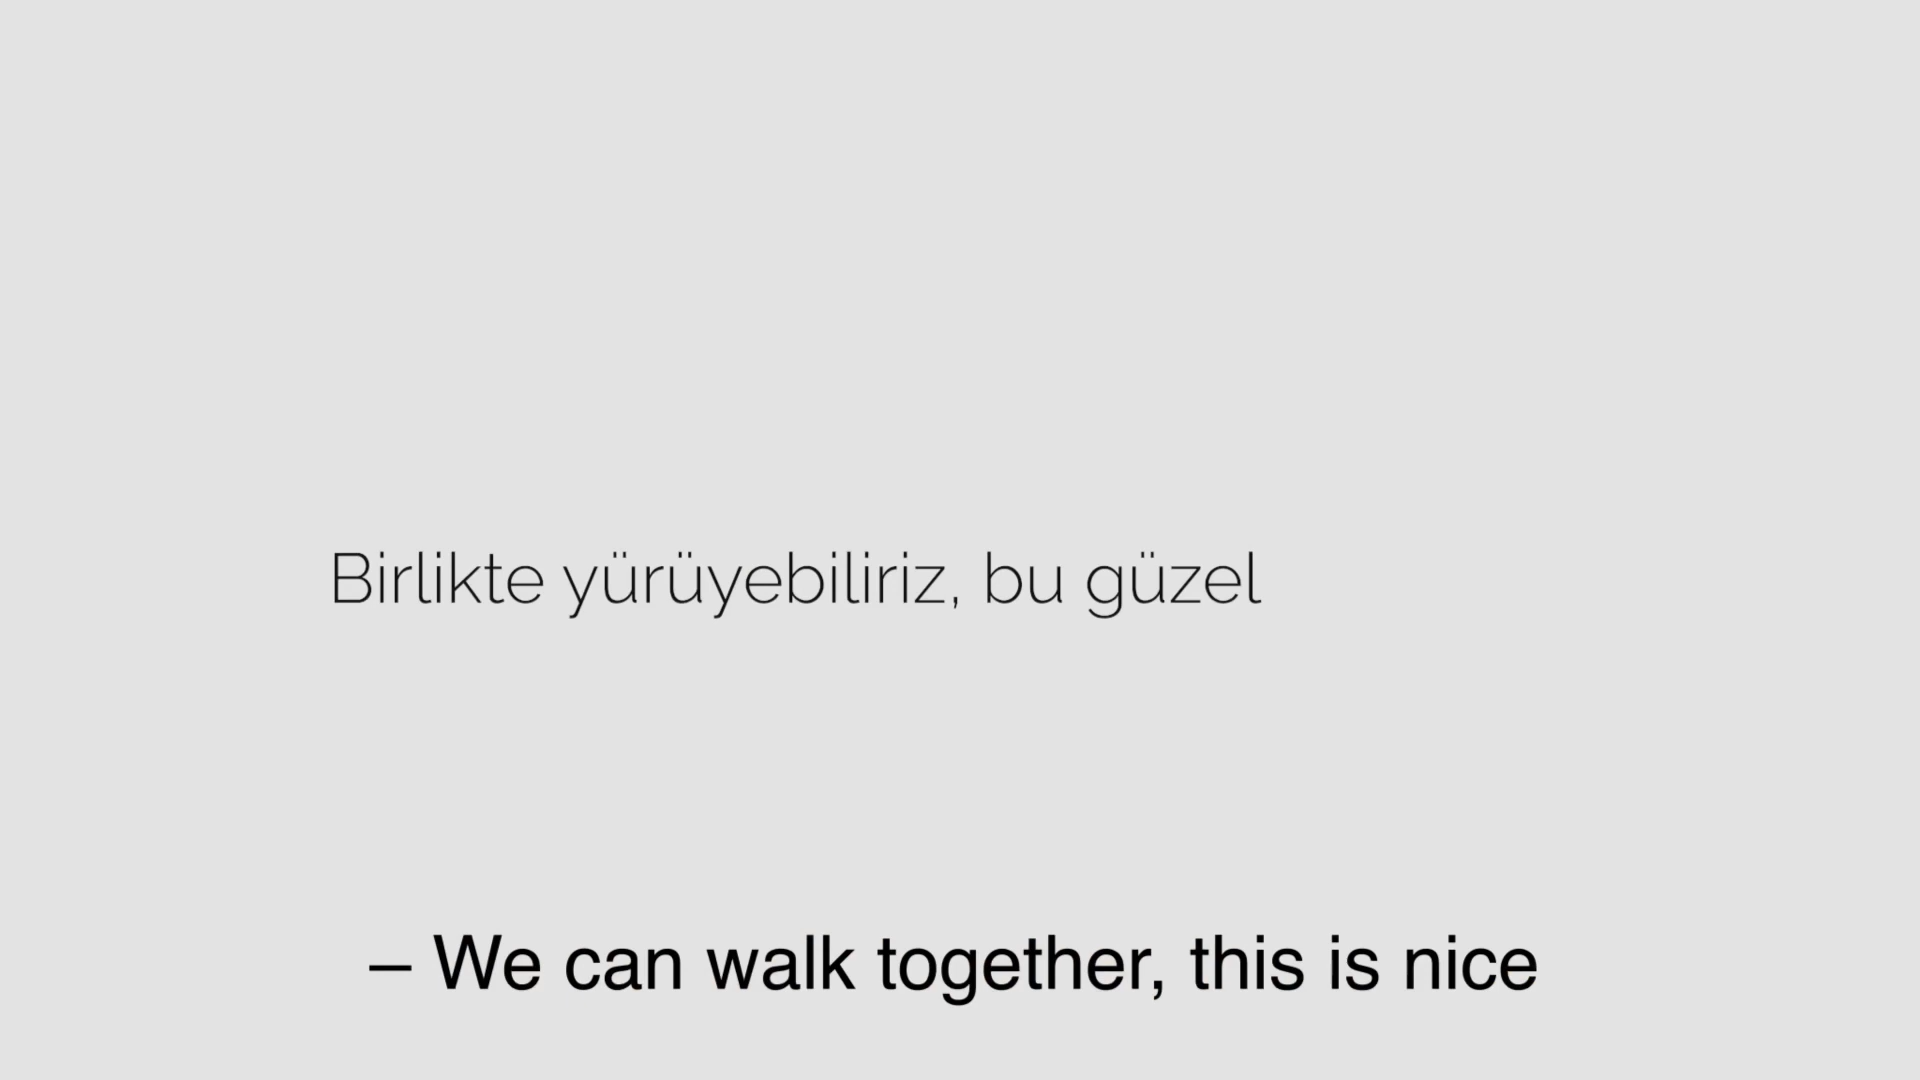 Birlikte yürüyebiliriz, bu güzel
– We can walk together, this is nice